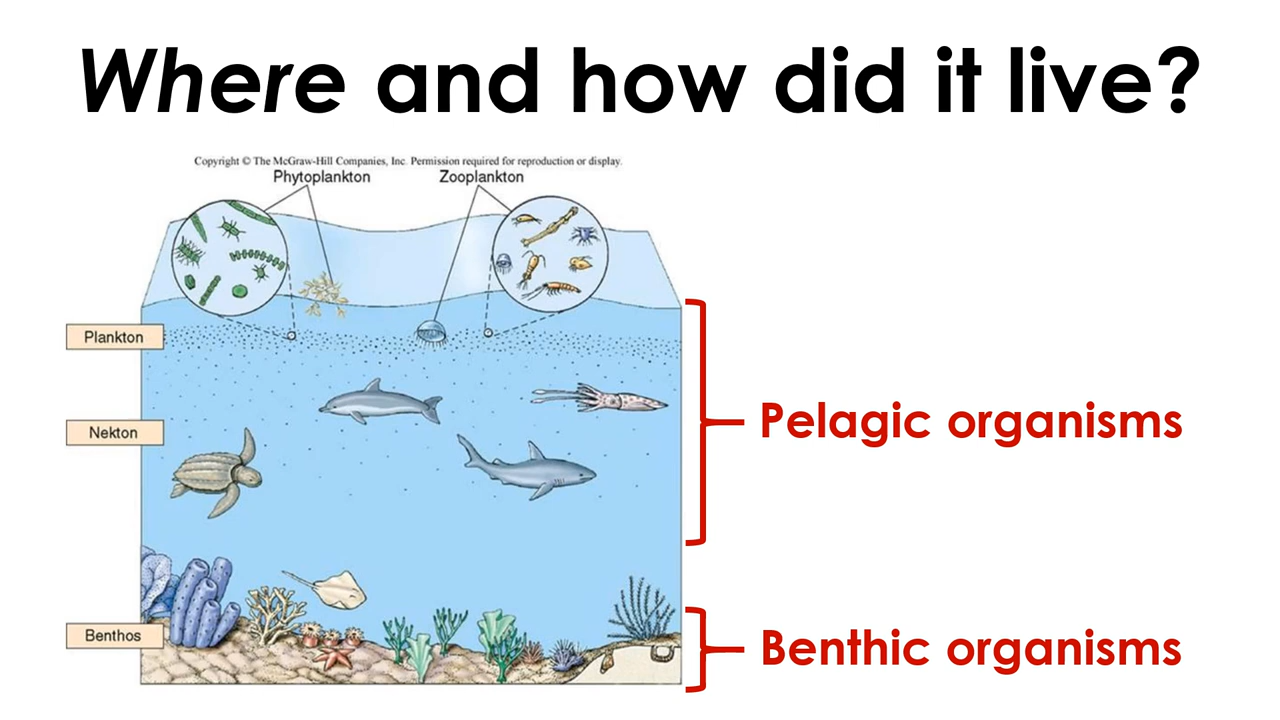 Where and how did it live?
Copyright © The McGraw-Hill Companies, Inc. Permission required for reproduction or display.
Phytoplankton
Zooplankton
Plankton
Nekton
Pelagic organisms
Benthos
Benthic organisms